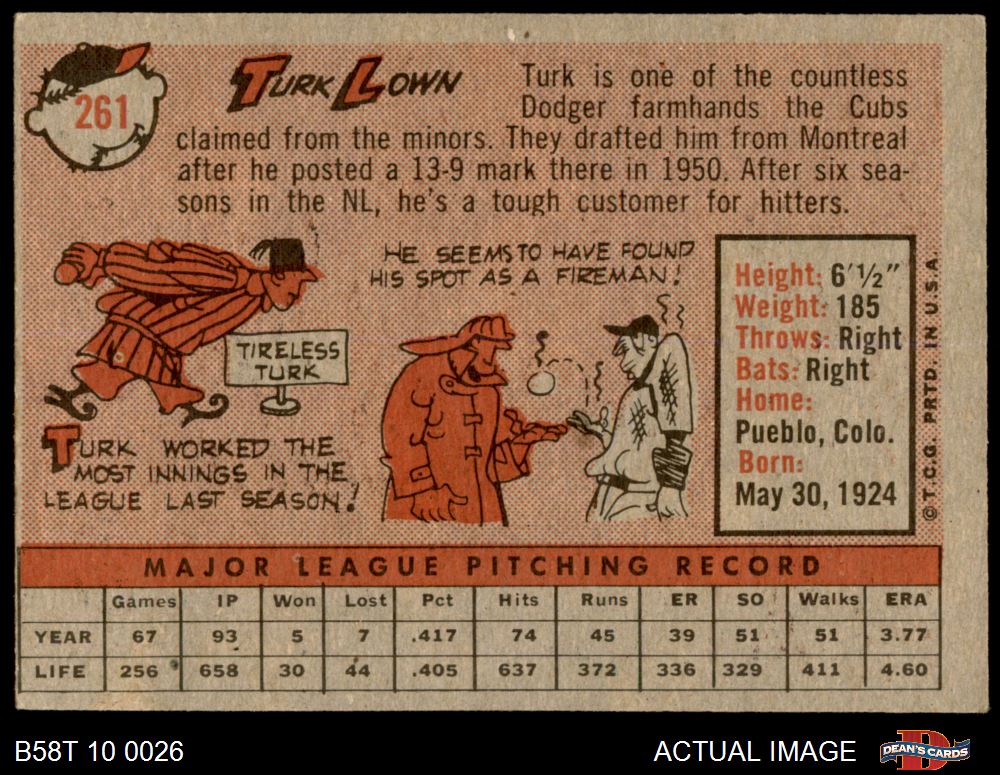 261
TURK LOWN
Turk is one of the countless
Dodger farmhands the Cubs
claimed from the minors. They drafted him from Montreal
after he posted a 13-9 mark there in 1950. After six sea-
sons in the NL, he's a tough customer for hitters.
HE SEEMS TO HAVE FOUND
HIS SPOT AS A FIREMAN!
TIRELESS
TURK
TURK WORKED THE
MOST INNINGS IN THE
LEAGUE LAST SEASON!
Height: 6'½"
Weight: 185
Throws: Right
Bats: Right
Home:
Pueblo, Colo.
Born:
May 30, 1924
© T.C.G. PRTD. IN U.S.A.
MAJOR LEAGUE PITCHING RECORD
Games IP Won Lost Pct Hits Runs ER SO Walks ERA
YEAR 67 93 5 7 .417 74 45 39 51 51 3.77
LIFE 256 658 30 44 .405 637 372 336 329 411 4.60
B58T 10 0026
ACTUAL IMAGE
DEAN'S CARDS